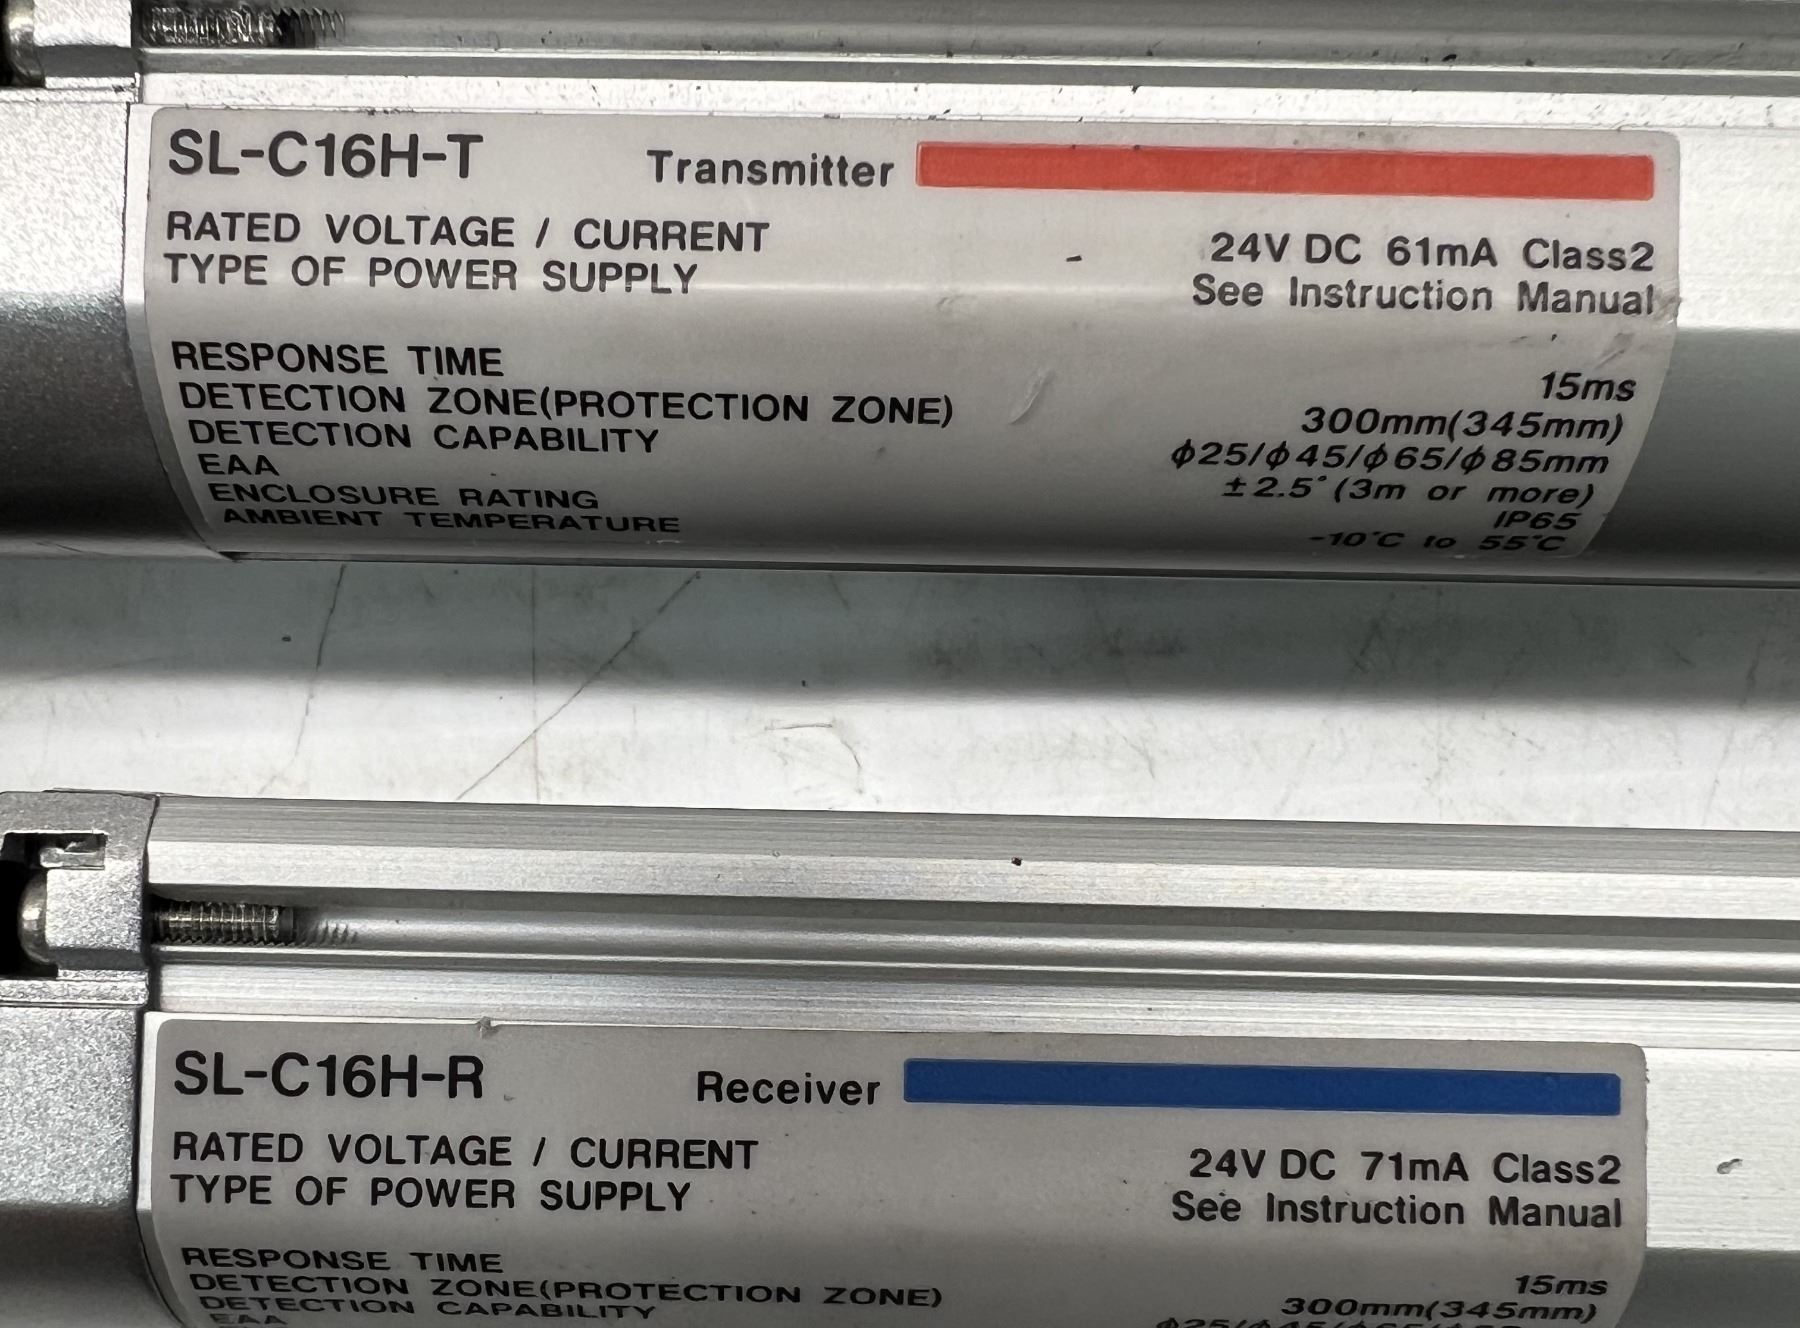 SL-C16H-T Transmitter
RATED VOLTAGE / CURRENT 24V DC 61mA Class2
TYPE OF POWER SUPPLY See Instruction Manual
RESPONSE TIME 15ms
DETECTION ZONE(PROTECTION ZONE) 300mm(345mm)
DETECTION CAPABILITY ϕ25/ϕ45/ϕ65/ϕ85mm
EAA ±2.5°(3m or more)
ENCLOSURE RATING IP65
AMBIENT TEMPERATURE -10°C to 55°C
SL-C16H-R Receiver
RATED VOLTAGE / CURRENT 24V DC 71mA Class2
TYPE OF POWER SUPPLY See Instruction Manual
RESPONSE TIME 15ms
DETECTION ZONE(PROTECTION ZONE) 300mm(345mm)
DETECTION CAPABILITY
EAA